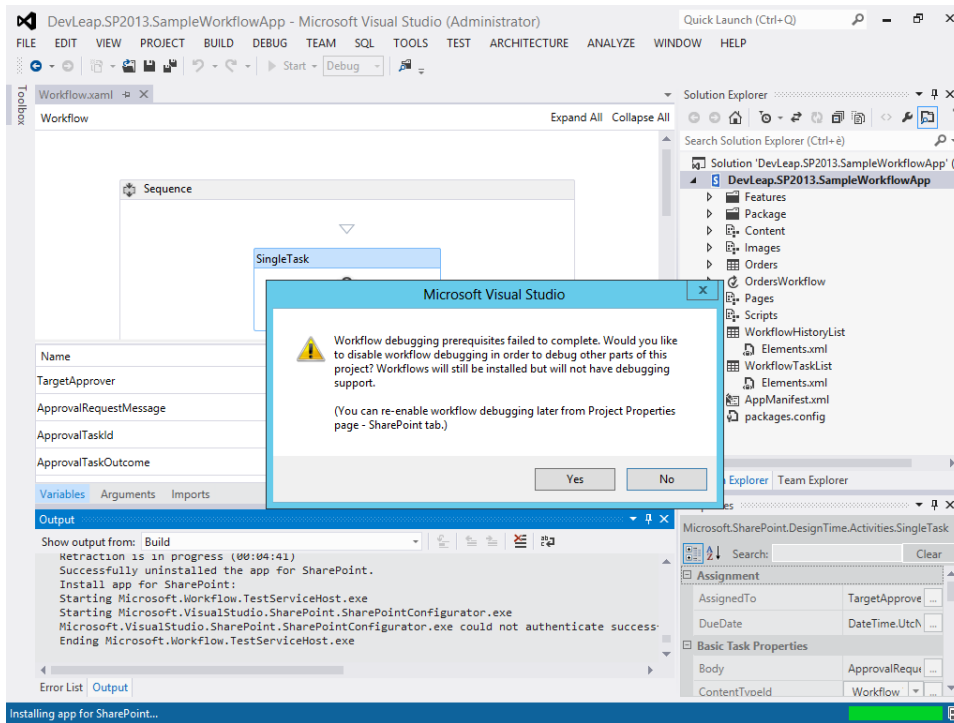 DevLeap.SP2013.SampleWorkflowApp - Microsoft Visual Studio (Administrator)
Quick Launch (Ctrl+Q)
FILE EDIT VIEW PROJECT BUILD DEBUG TEAM SQL TOOLS TEST ARCHITECTURE ANALYZE WINDOW HELP
Start Debug
Toolbox
Workflow.xaml
Workflow
Expand All Collapse All
Sequence
SingleTask
Solution Explorer
Search Solution Explorer (Ctrl+è)
Solution 'DevLeap.SP2013.SampleWorkflowApp' (
DevLeap.SP2013.SampleWorkflowApp
Features
Package
Content
Images
Orders
OrdersWorkflow
Pages
Scripts
WorkflowHistoryList
Elements.xml
WorkflowTaskList
Elements.xml
AppManifest.xml
packages.config
Microsoft Visual Studio
Workflow debugging prerequisites failed to complete. Would you like
to disable workflow debugging in order to debug other parts of this
project? Workflows will still be installed but will not have debugging
support.
(You can re-enable workflow debugging later from Project Properties
page - SharePoint tab.)
Yes No
Name
TargetApprover
ApprovalRequestMessage
ApprovalTaskId
ApprovalTaskOutcome
Variables Arguments Imports
Explorer Team Explorer
Output
Show output from: Build
Retraction is in progress (00:04:41)
Successfully uninstalled the app for SharePoint.
Install app for SharePoint:
Starting Microsoft.Workflow.TestServiceHost.exe
Starting Microsoft.VisualStudio.SharePoint.SharePointConfigurator.exe
Microsoft.VisualStudio.SharePoint.SharePointConfigurator.exe could not authenticate success
Ending Microsoft.Workflow.TestServiceHost.exe
Error List Output
es
Microsoft.SharePoint.DesignTime.Activities.SingleTask
Search: Clear
Assignment
AssignedTo TargetApprove ...
DueDate DateTime.UtcN ...
Basic Task Properties
Body ApprovalReque ...
ContentTypeId Workflow ...
Installing app for SharePoint...